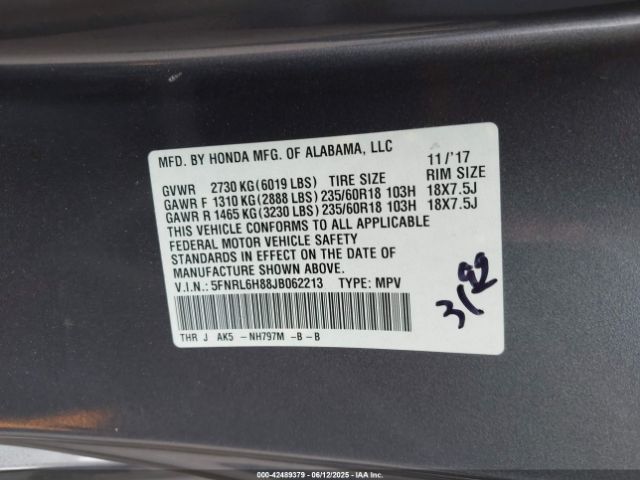 MFD. BY HONDA MFG. OF ALABAMA, LLC 11/'17
GVWR 2730 KG(6019 LBS) TIRE SIZE RIM SIZE
GAWR F 1310 KG(2888 LBS)235/60R18 103H 18X7.5J
GAWR R 1465 KG(3230 LBS)235/60R18 103H 18X7.5J
THIS VEHICLE CONFORMS TO ALL APPLICABLE
FEDERAL MOTOR VEHICLE SAFETY
STANDARDS IN EFFECT ON THE DATE OF
MANUFACTURE SHOWN ABOVE.
V.I.N.: 5FNRL6H88JB062213 TYPE: MPV
THR J AK5 -NH797M -B-B
000-42489379 - 06/12/2025 - IAAI